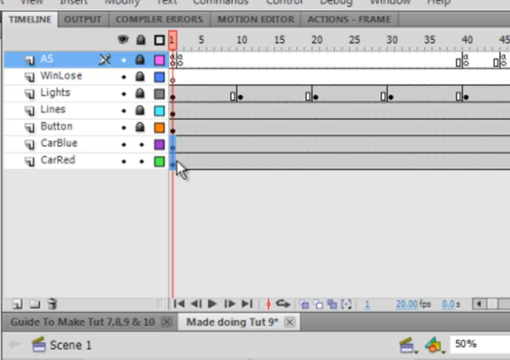 View Insert Modify Text Commands Control Debug Window Help
TIMELINE OUTPUT COMPILER ERRORS MOTION EDITOR ACTIONS - FRAME
1 5 10 15 20 25 30 35 40 45
AS
WinLose
Lights
Lines
Button
CarBlue
CarRed
1 20.00 fps 0.0 s
Guide To Make Tut 7,8,9 & 10 Made doing Tut 9*
Scene 1 50%